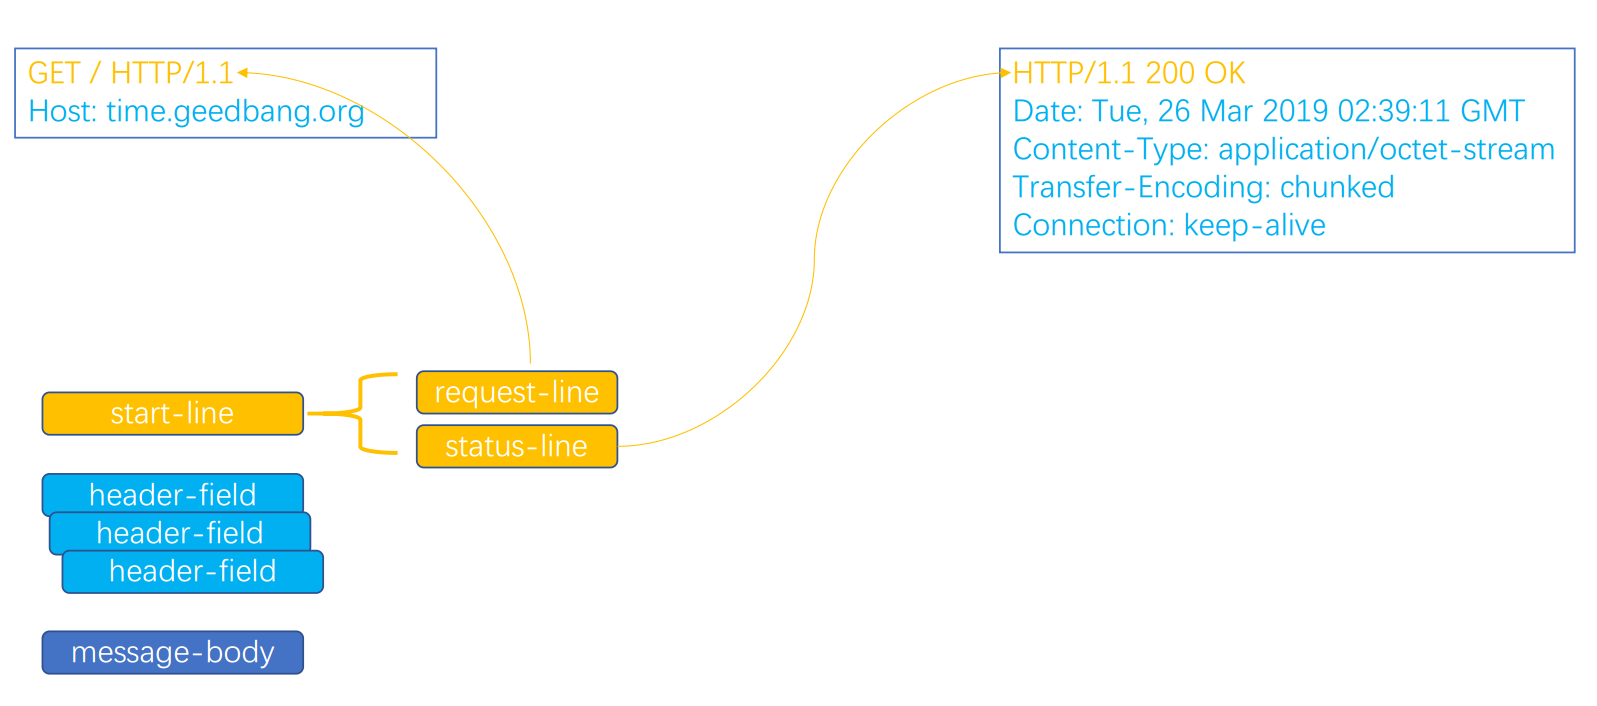 GET / HTTP/1.1
Host: time.geedbang.org
HTTP/1.1 200 OK
Date: Tue, 26 Mar 2019 02:39:11 GMT
Content-Type: application/octet-stream
Transfer-Encoding: chunked
Connection: keep-alive
start-line
request-line
status-line
header-field
header-field
header-field
message-body